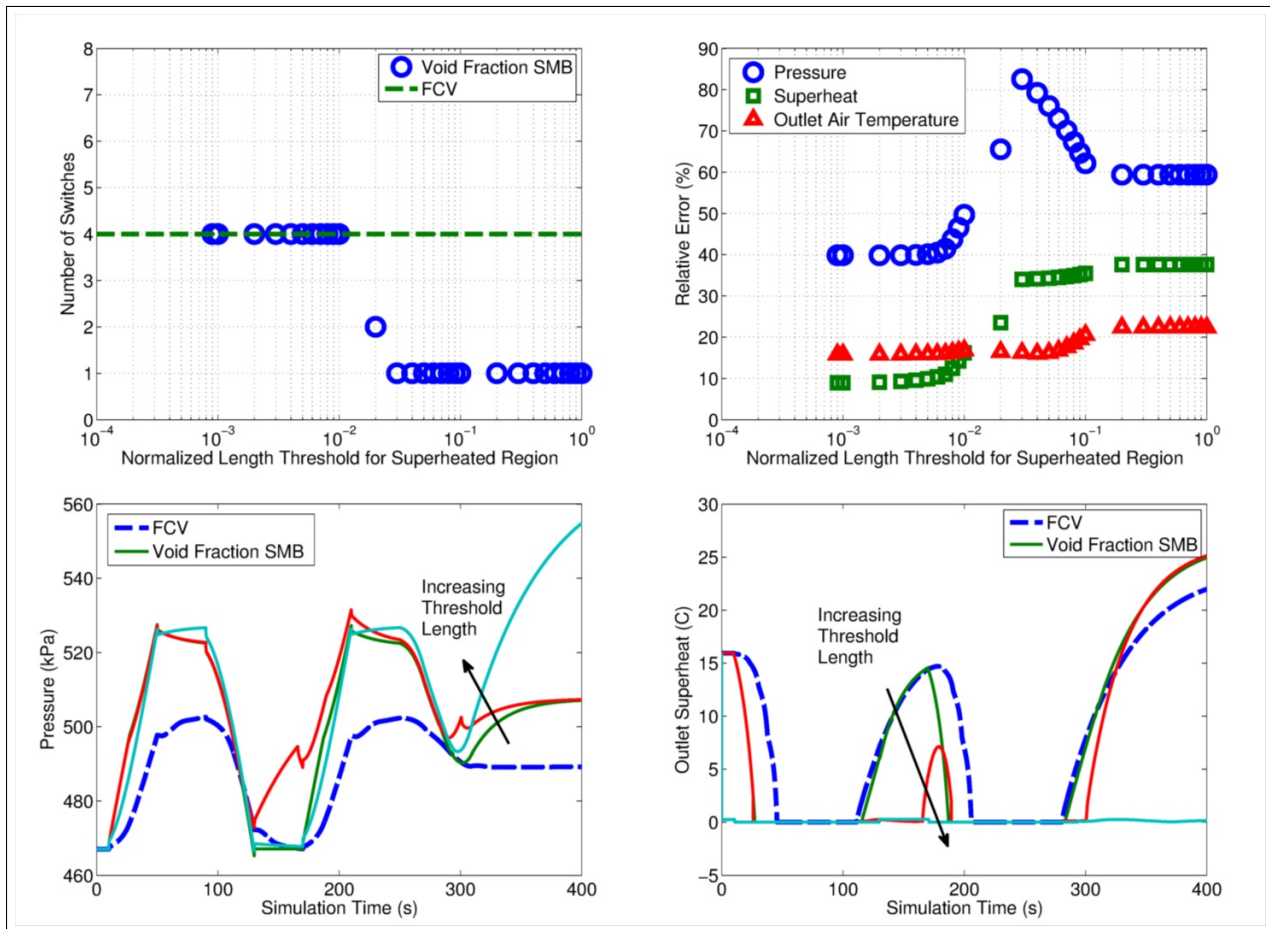 8
7
6
5
4
3
2
1
0
Number of Switches
Void Fraction SMB
FCV
10⁻⁴ 10⁻³ 10⁻² 10⁻¹ 10⁰
Normalized Length Threshold for Superheated Region
90
80
70
60
50
40
30
20
10
0
Relative Error (%)
Pressure
Superheat
Outlet Air Temperature
10⁻⁴ 10⁻³ 10⁻² 10⁻¹ 10⁰
Normalized Length Threshold for Superheated Region
560
540
520
500
480
460
Pressure (kPa)
FCV
Void Fraction SMB
Increasing
Threshold
Length
0 100 200 300 400
Simulation Time (s)
30
25
20
15
10
5
0
−5
Outlet Superheat (C)
FCV
Void Fraction SMB
Increasing
Threshold
Length
0 100 200 300 400
Simulation Time (s)